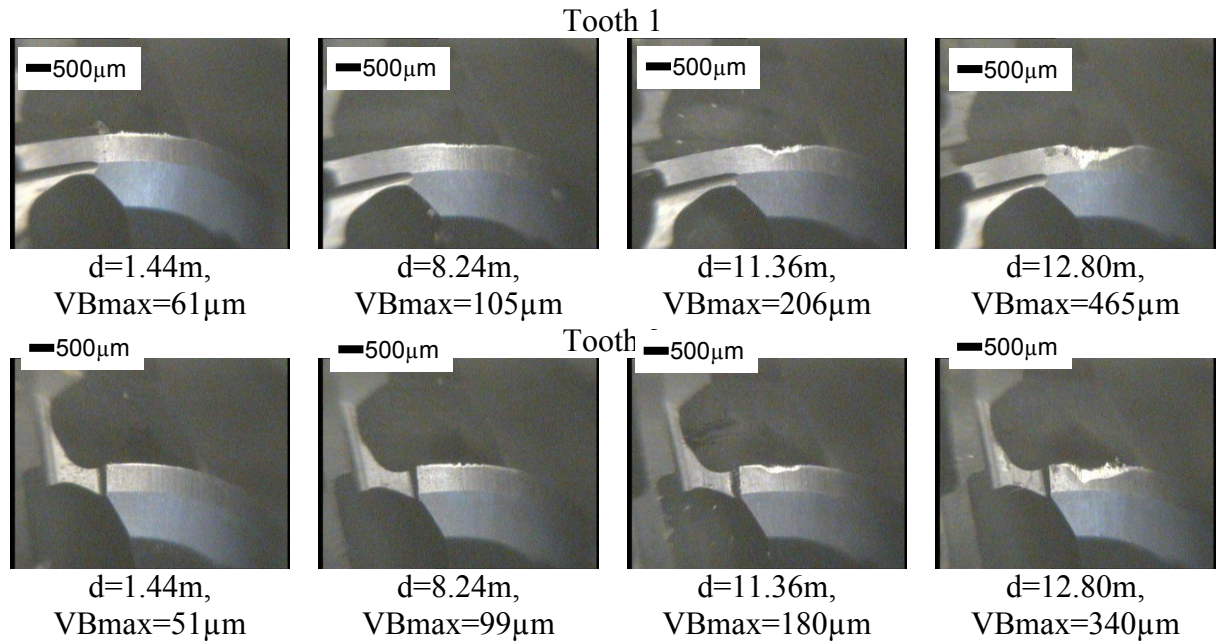 Tooth 1
500µm 500µm 500µm 500µm
d=1.44m, d=8.24m, d=11.36m, d=12.80m,
VBmax=61µm VBmax=105µm VBmax=206µm VBmax=465µm
Tooth
500µm 500µm 500µm 500µm
d=1.44m, d=8.24m, d=11.36m, d=12.80m,
VBmax=51µm VBmax=99µm VBmax=180µm VBmax=340µm